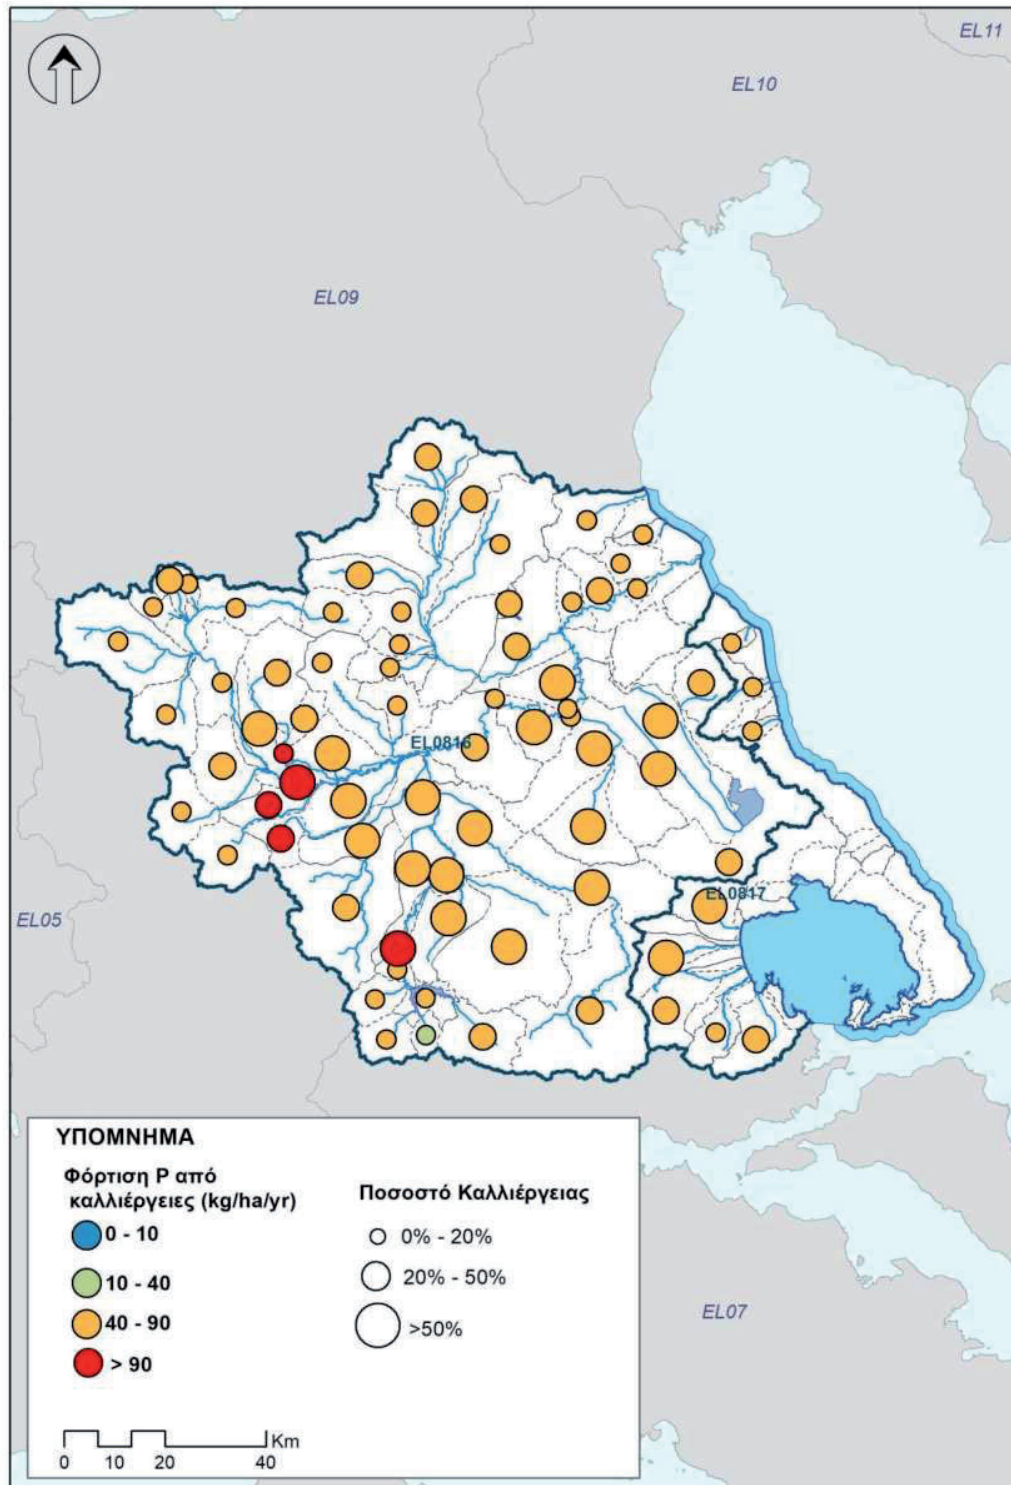 EL11
EL10
EL09
EL0816
EL0817
EL05
EL07
ΥΠΟΜΝΗΜΑ
Φόρτιση P από
καλλιέργειες (kg/ha/yr)
0 - 10
10 - 40
40 - 90
> 90
Ποσοστό Καλλιέργειας
0% - 20%
20% - 50%
>50%
Km
0 10 20 40